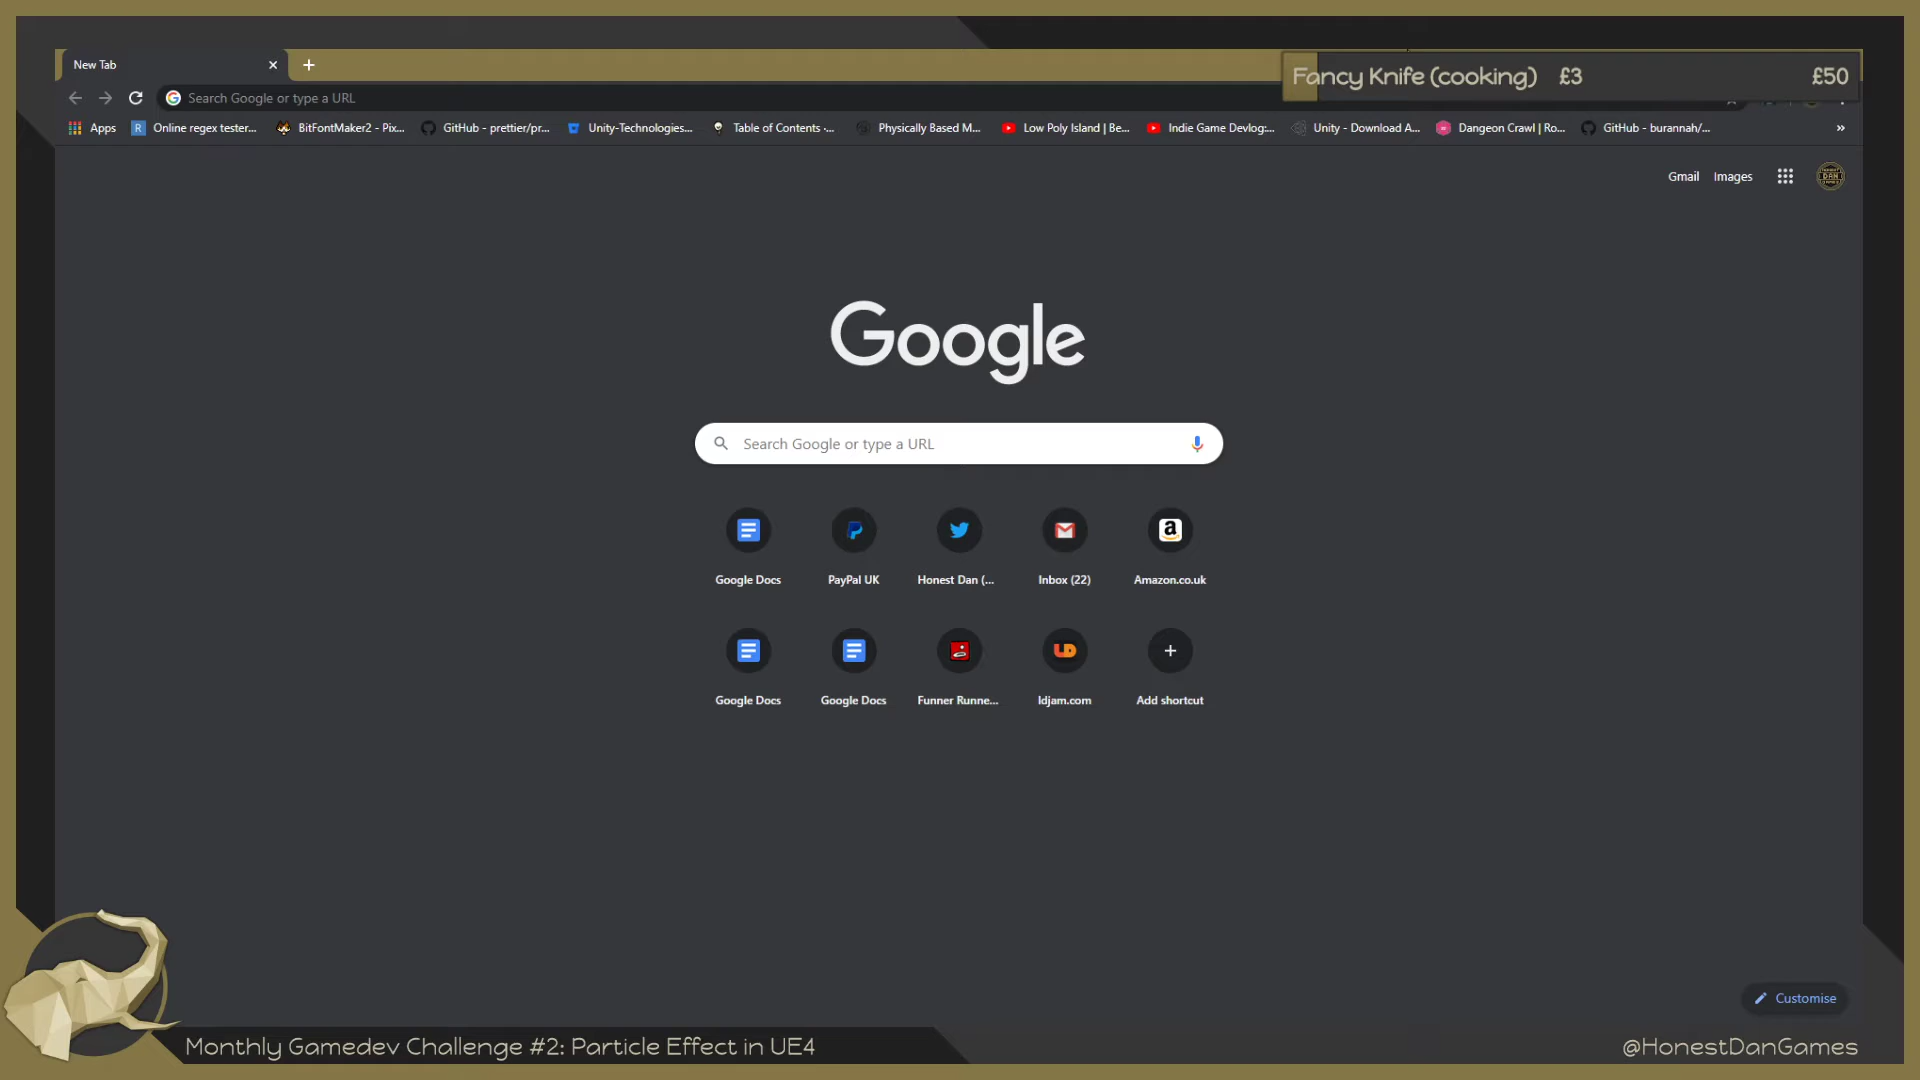 New Tab
Fancy Knife (cooking) £3 £50
Search Google or type a URL
Apps R Online regex tester... BitFontMaker2 - Pix... GitHub - prettier/pr... Unity-Technologies... Table of Contents -... Physically Based M... Low Poly Island | Be... Indie Game Devlog:... Unity - Download A... Dangeon Crawl | Ro... GitHub - burannah/... »
Gmail Images DAN
Google
Search Google or type a URL
Google Docs PayPal UK Honest Dan (... Inbox (22) Amazon.co.uk
Google Docs Google Docs Funner Runne... ldjam.com Add shortcut
Customise
Monthly Gamedev Challenge #2: Particle Effect in UE4
@HonestDanGames